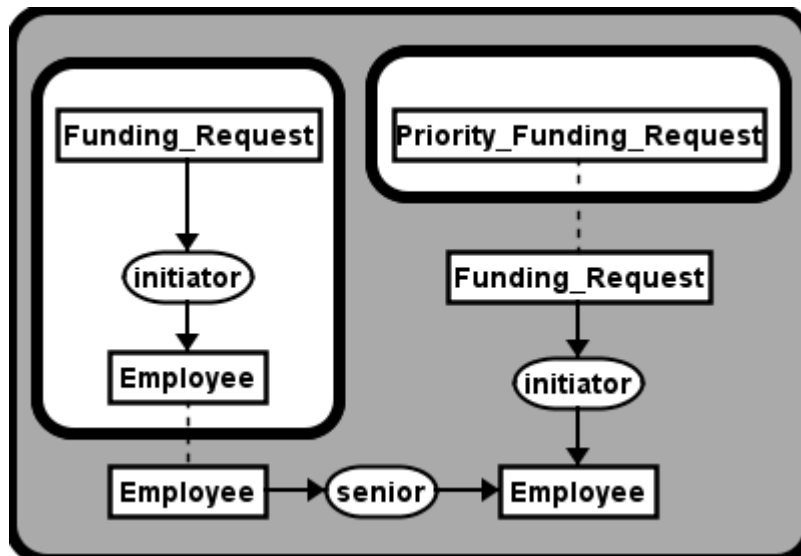 Funding_Request
initiator
Employee
Priority_Funding_Request
Funding_Request
initiator
Employee
senior
Employee